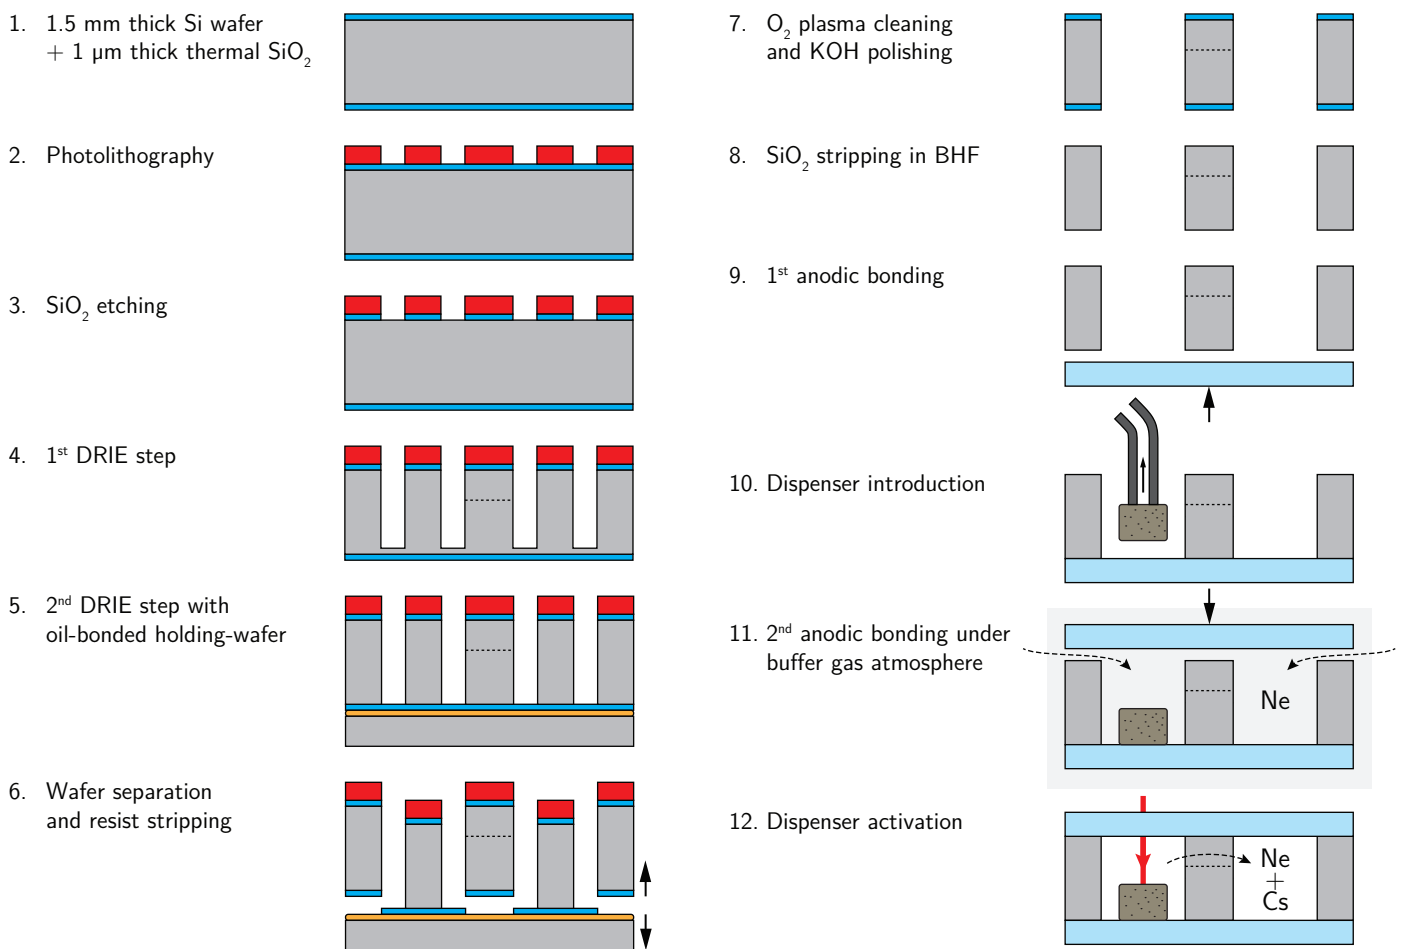 1. 1.5 mm thick Si wafer
+ 1 µm thick thermal SiO₂
2. Photolithography
3. SiO₂ etching
4. 1ˢᵗ DRIE step
5. 2ⁿᵈ DRIE step with
oil-bonded holding-wafer
6. Wafer separation
and resist stripping
7. O₂ plasma cleaning
and KOH polishing
8. SiO₂ stripping in BHF
9. 1ˢᵗ anodic bonding
10. Dispenser introduction
11. 2ⁿᵈ anodic bonding under
buffer gas atmosphere
Ne
12. Dispenser activation
Ne
+
Cs